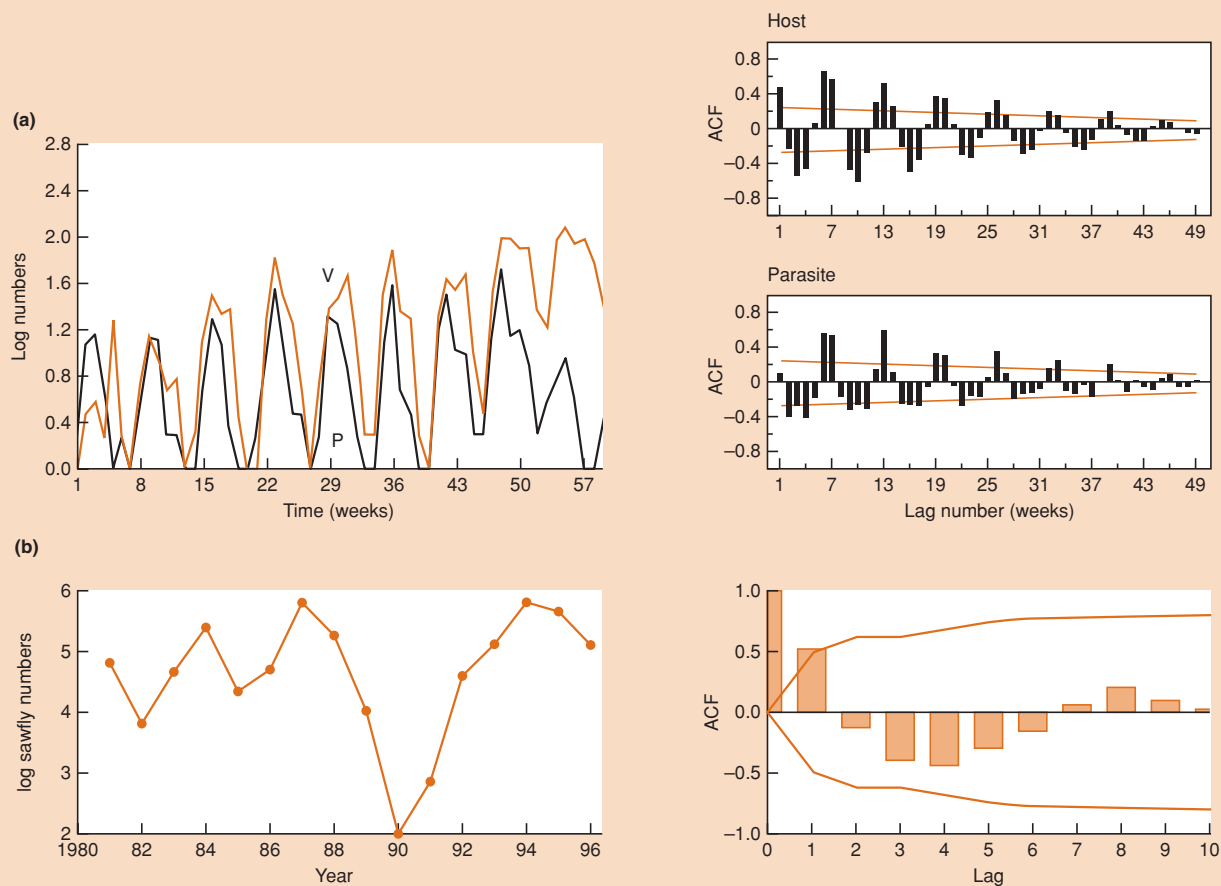 (a)
2.8
2.4
2.0
1.6
1.2
0.8
0.4
0.0
Log numbers
V
P
1 8 15 22 29 36 43 50 57
Time (weeks)
Host
0.8
0.4
0
–0.4
–0.8
ACF
1 7 13 19 25 31 37 43 49
Parasite
0.8
0.4
0
–0.4
–0.8
ACF
1 7 13 19 25 31 37 43 49
Lag number (weeks)
(b)
6
5
4
3
2
log sawfly numbers
1980 82 84 86 88 90 92 94 96
Year
1.0
0.5
0.0
–0.5
–1.0
ACF
0 1 2 3 4 5 6 7 8 9 10
Lag